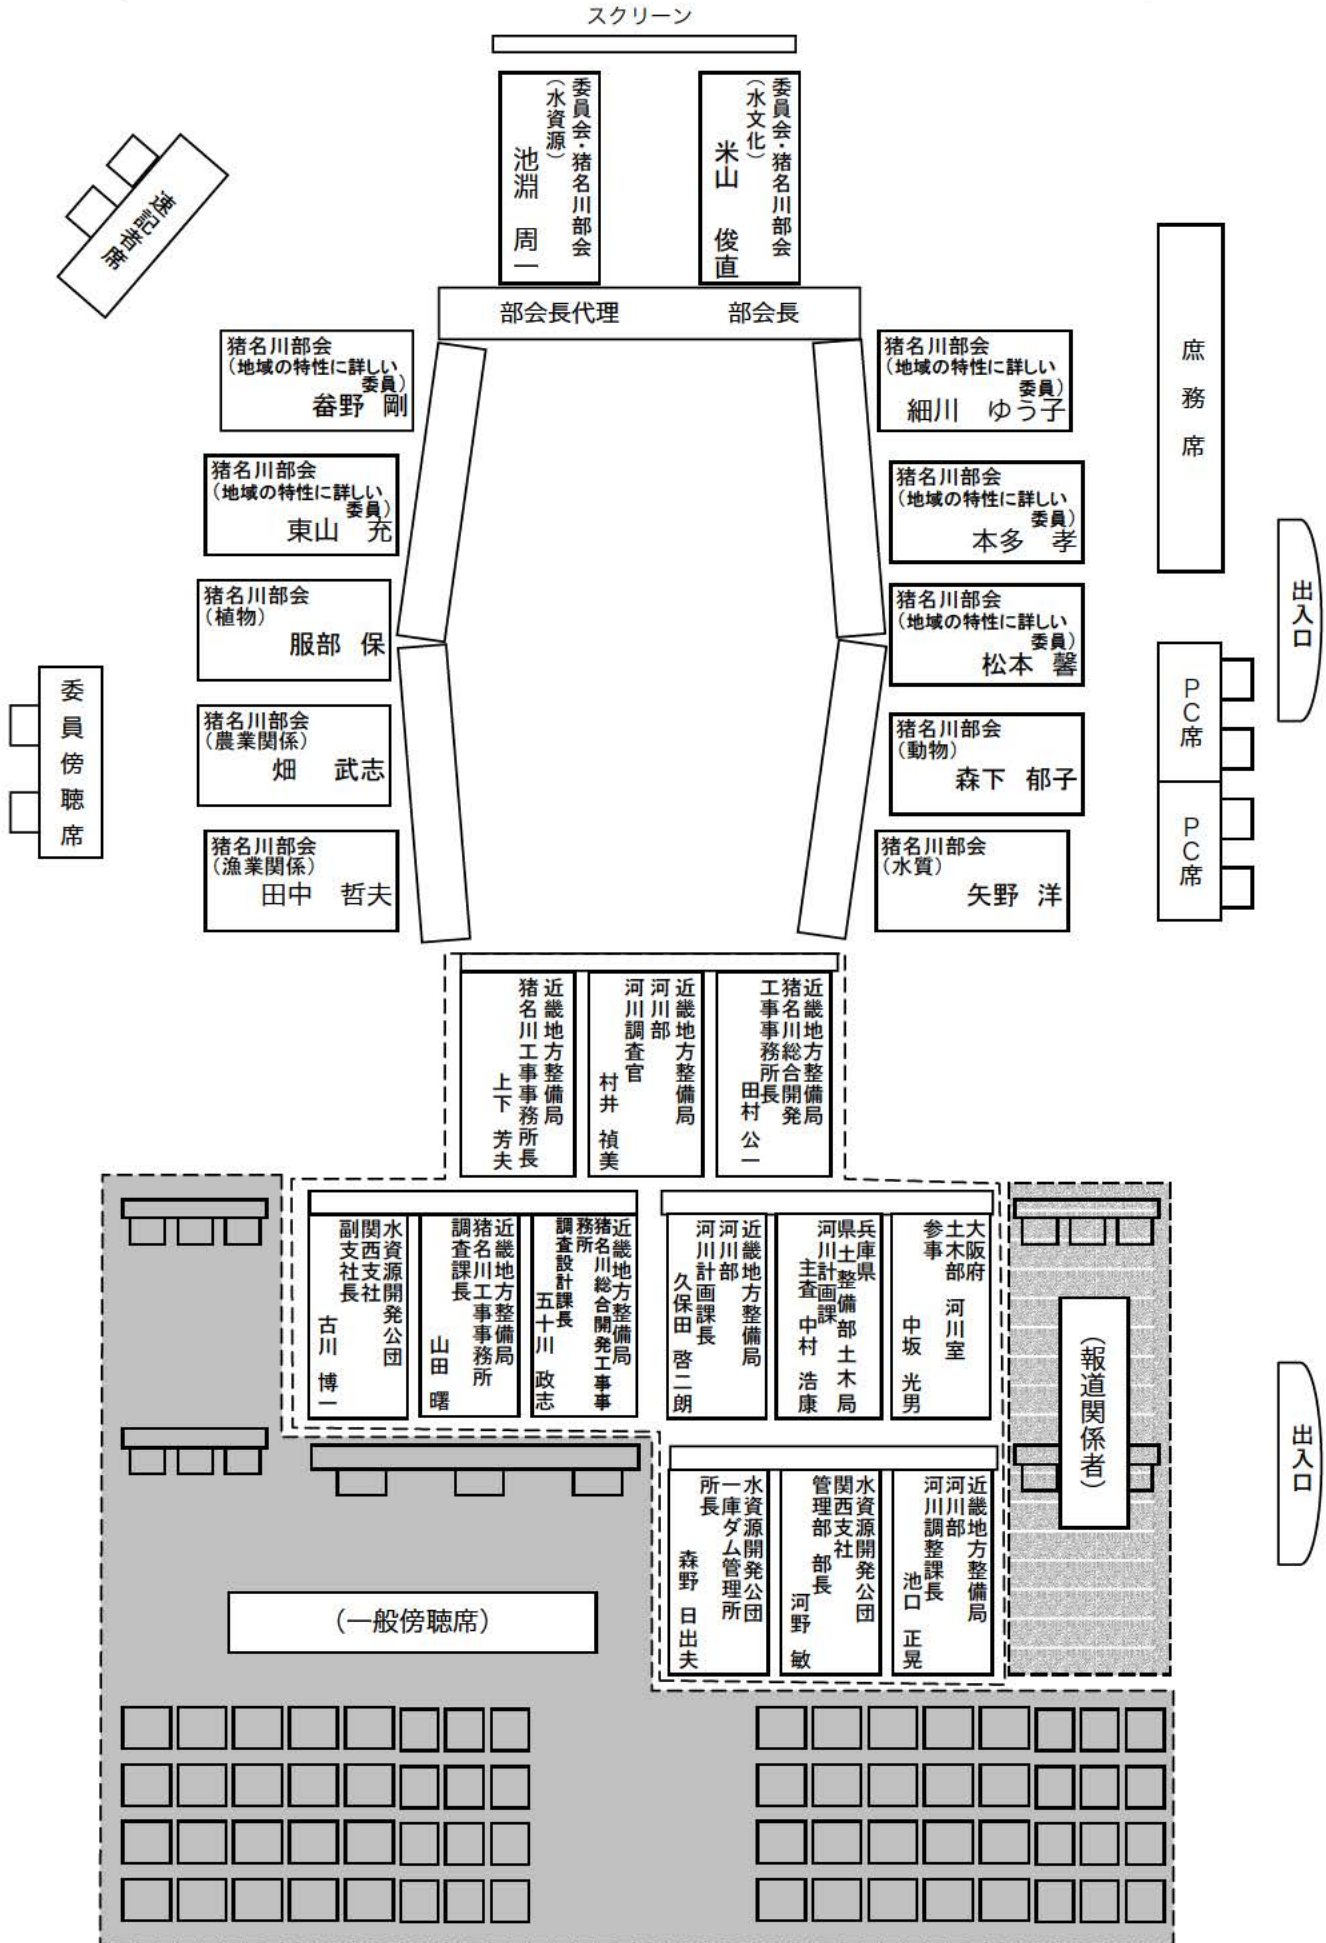 スクリーン
委員会・猪名川部会
(水資源)
池淵 周一
委員会・猪名川部会
(水文化)
米山 俊直
速記者席
部会長代理 部会長
猪名川部会
(地域の特性に詳しい
委員)
畚野 剛
猪名川部会
(地域の特性に詳しい
委員)
東山 充
猪名川部会
(植物)
服部 保
猪名川部会
(農業関係)
畑 武志
猪名川部会
(漁業関係)
田中 哲夫
猪名川部会
(地域の特性に詳しい
委員)
細川 ゆう子
猪名川部会
(地域の特性に詳しい
委員)
本多 孝
猪名川部会
(地域の特性に詳しい
委員)
松本 馨
猪名川部会
(動物)
森下 郁子
猪名川部会
(水質)
矢野 洋
庶務席
出入口
PC席
PC席
委員傍聴席
近畿地方整備局
猪名川工事事務所長
上下 芳夫
近畿地方整備局
河川部
河川調査官
村井 禎美
近畿地方整備局
猪名川総合開発
工事事務所長
田村 公一
水資源開発公団
関西支社
副支社長
古川 博一
近畿地方整備局
猪名川工事事務所
調査課長
山田 曙
近畿地方整備局
猪名川総合開発工事事
務所
調査設計課長
五十川 政志
近畿地方整備局
河川部
河川計画課長
久保田 啓二朗
兵庫県
県土整備部土木局
河川計画課
主査 中村 浩康
大阪府
土木部 河川室
参事
中坂 光男
(報道関係者)
出入口
水資源開発公団
一庫ダム管理所
所長
森野 日出夫
水資源開発公団
関西支社
管理部 部長
河野 敏
近畿地方整備局
河川部
河川調整課長
池口 正晃
(一般傍聴席)